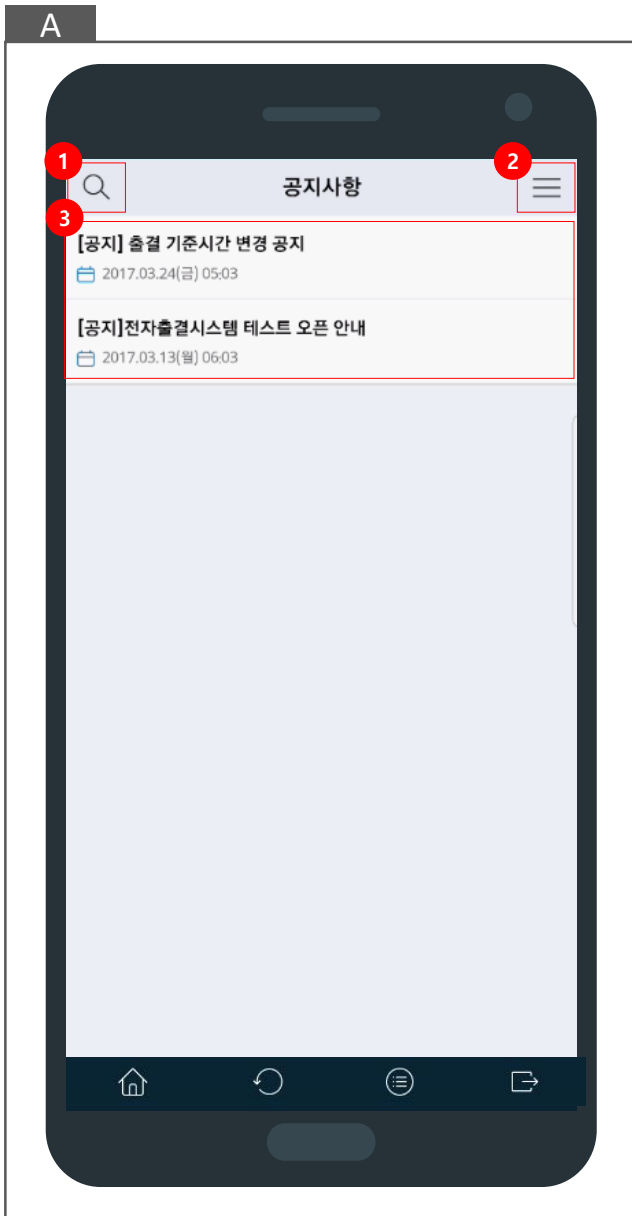 A
1
2
공지사항
3
[공지] 출결 기준시간 변경 공지
2017.03.24(금) 05:03
[공지]전자출결시스템 테스트 오픈 안내
2017.03.13(월) 06:03